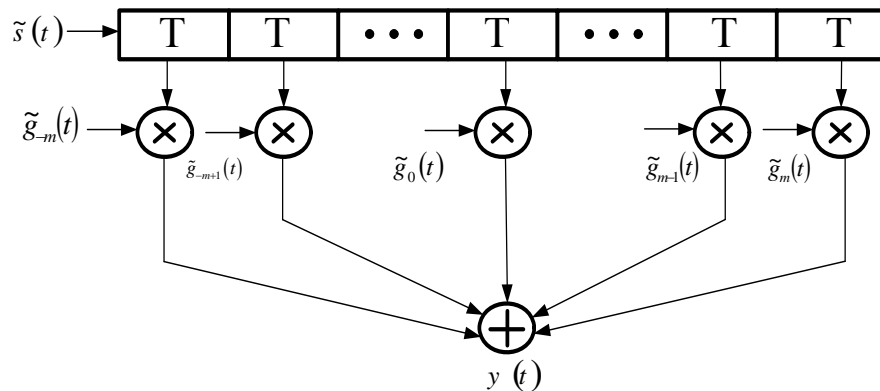 s̃(t) T T ••• T ••• T T
g̃₋ₘ(t) × × × × ×
g̃₋ₘ₊₁(t) g̃₀(t) g̃ₘ₋₁(t) g̃ₘ(t)
+
y (t)